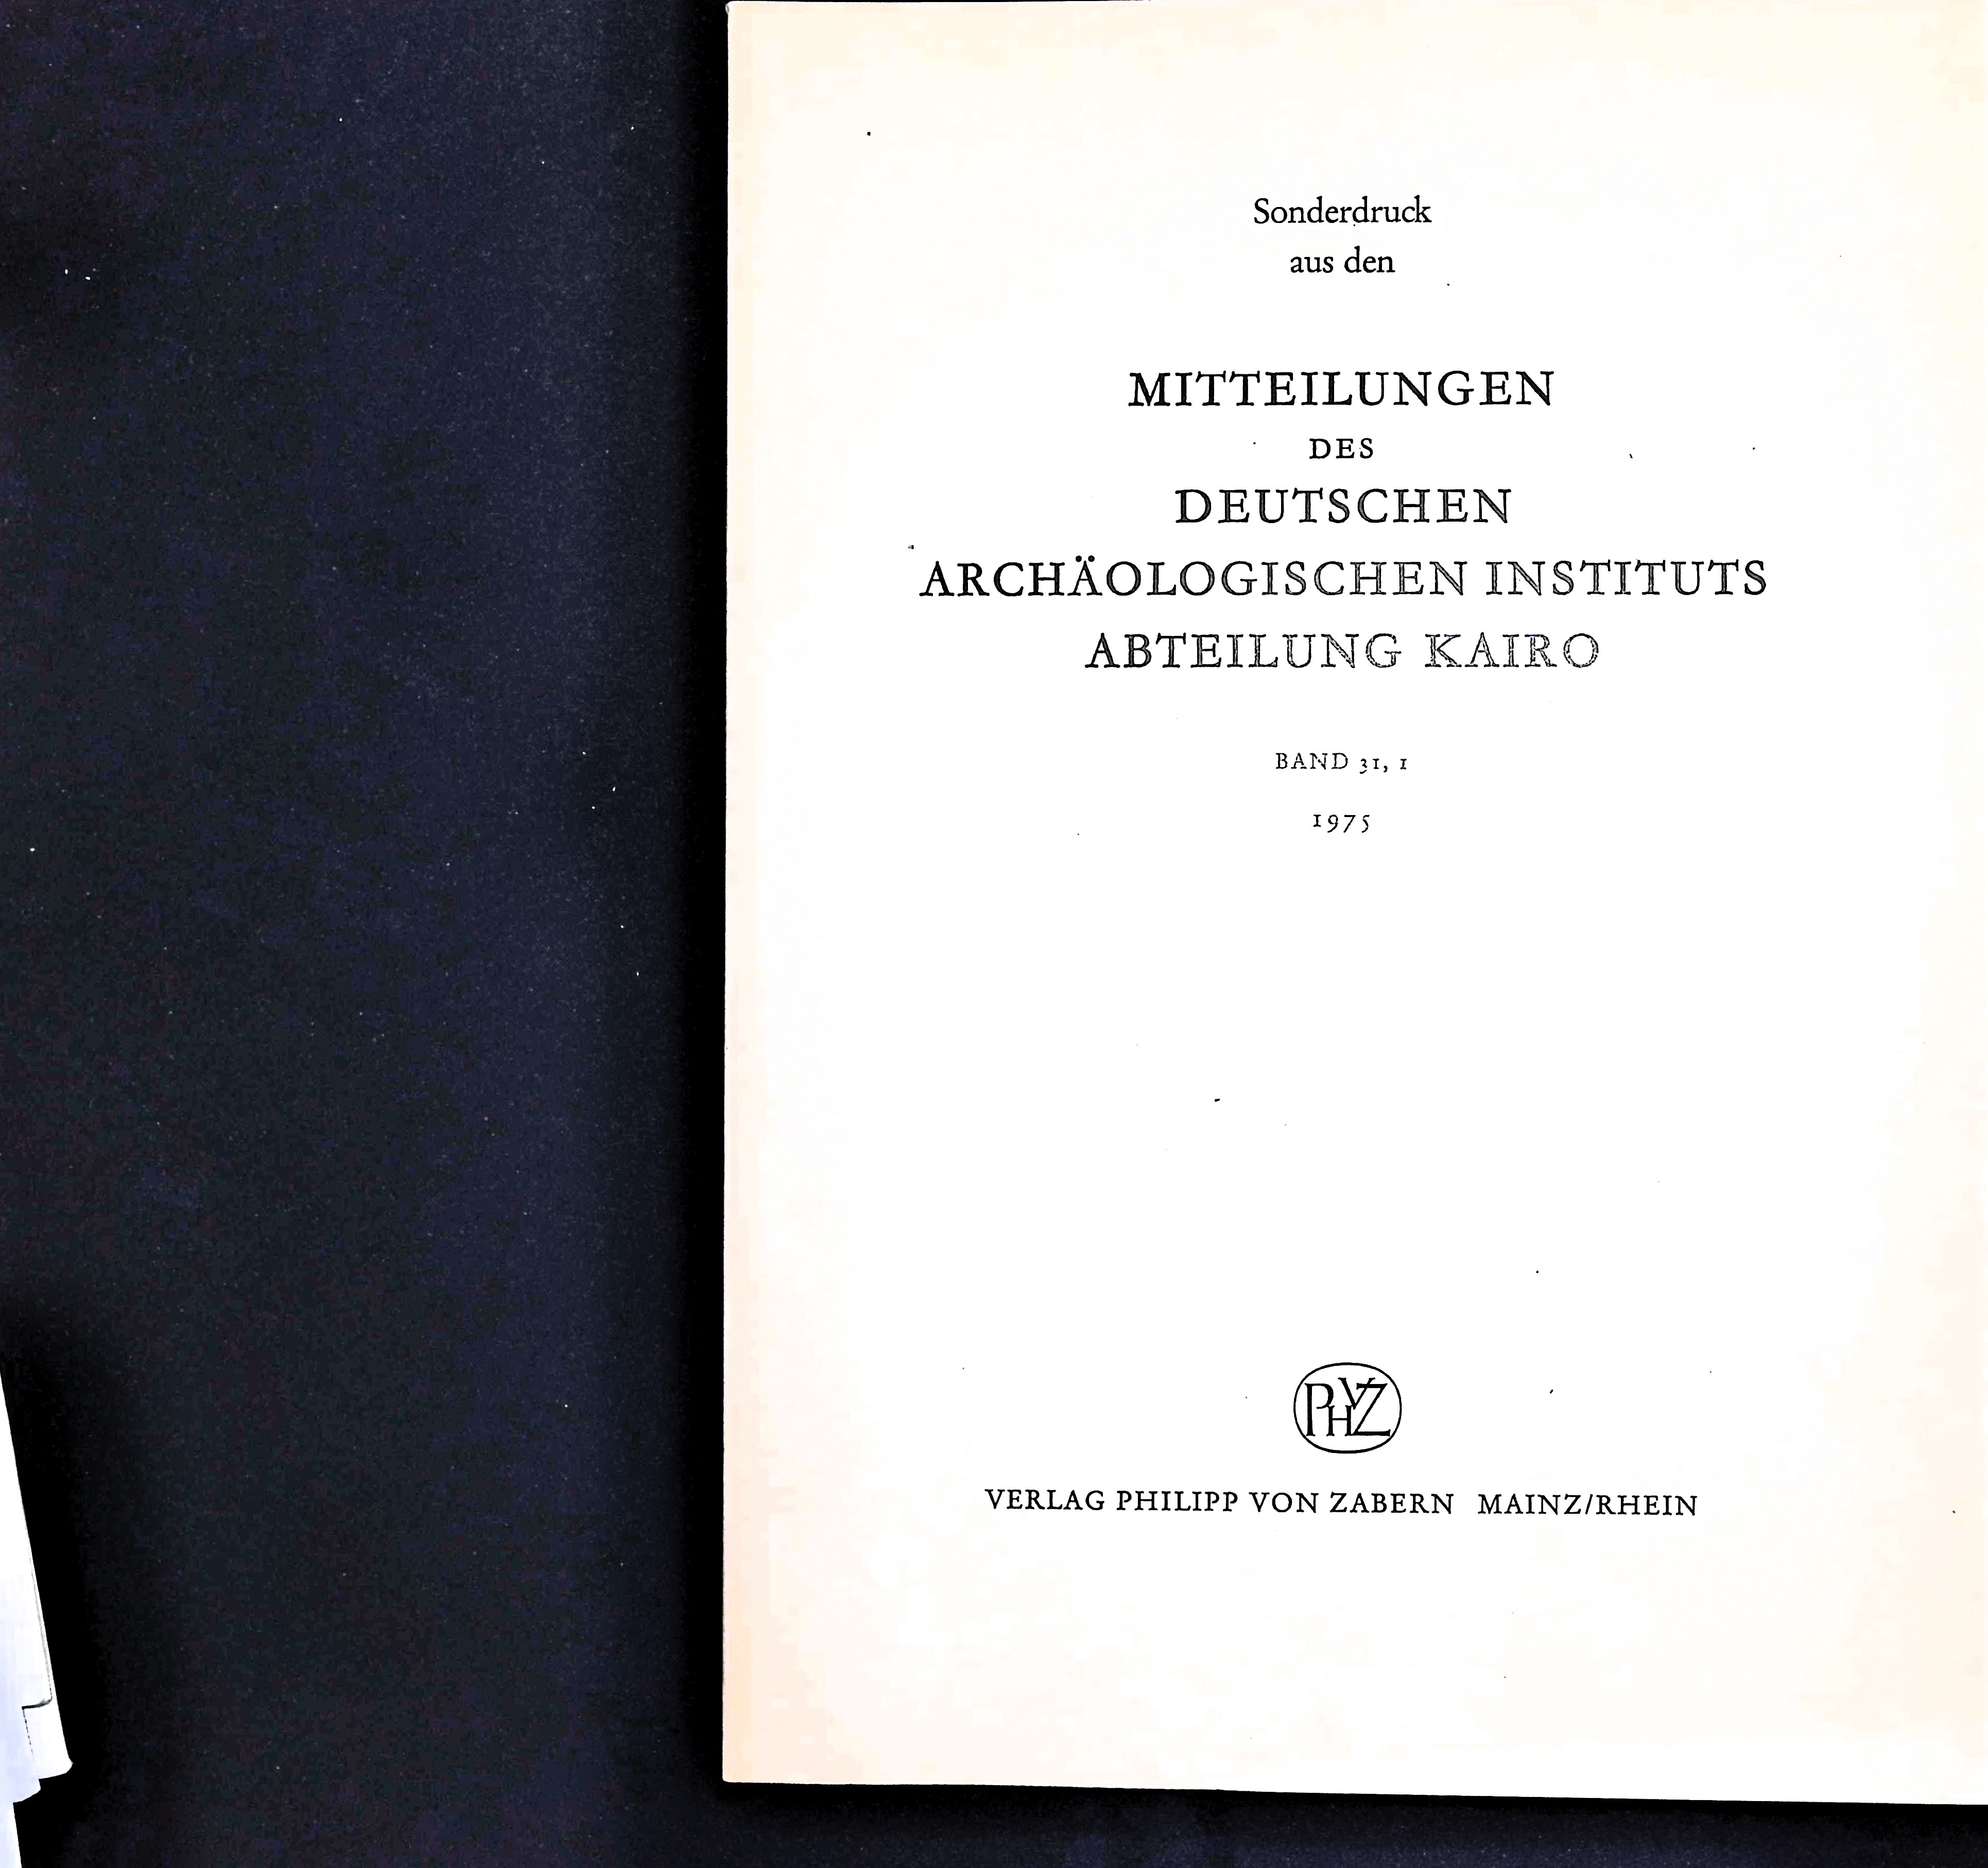 Sonderdruck
aus den
MITTEILUNGEN
DES
DEUTSCHEN
ARCHÄOLOGISCHEN INSTITUTS
ABTEILUNG KAIRO
BAND 31, 1
1975
PHVZ
VERLAG PHILIPP VON ZABERN MAINZ/RHEIN